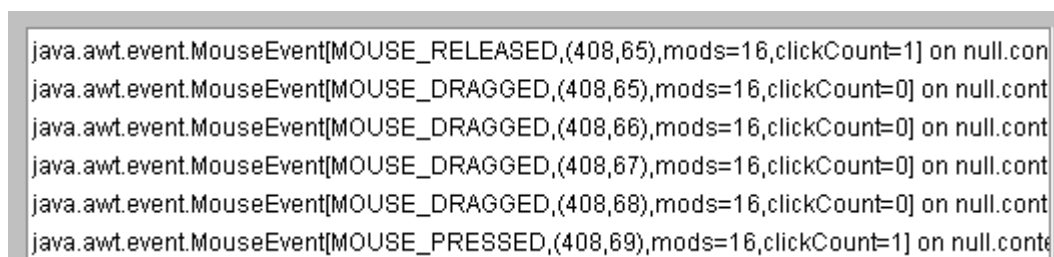 java.awt.event.MouseEvent[MOUSE_RELEASED,(408,65),mods=16,clickCount=1] on null.con
java.awt.event.MouseEvent[MOUSE_DRAGGED,(408,65),mods=16,clickCount=0] on null.cont
java.awt.event.MouseEvent[MOUSE_DRAGGED,(408,66),mods=16,clickCount=0] on null.cont
java.awt.event.MouseEvent[MOUSE_DRAGGED,(408,67),mods=16,clickCount=0] on null.cont
java.awt.event.MouseEvent[MOUSE_DRAGGED,(408,68),mods=16,clickCount=0] on null.cont
java.awt.event.MouseEvent[MOUSE_PRESSED,(408,69),mods=16,clickCount=1] on null.conte